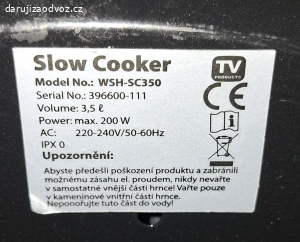 darujizaodvoz.cz
Slow Cooker
Model No.: WSH-SC350
Serial No.: 396600-111
Volume: 3,5 ℓ
Power: max. 200 W
AC: 220-240V/50-60Hz
IPX 0
TV
PRODUCTS
CE
Upozornění:
Abyste předešli poškození produktu a zabránili
možnému zásahu el. proudem, nikdy nevařte
v samostatné vnější části hrnce! Vařte pouze
v kameninové vnitřní části hrnce.
Neponořujte tuto část do vody!